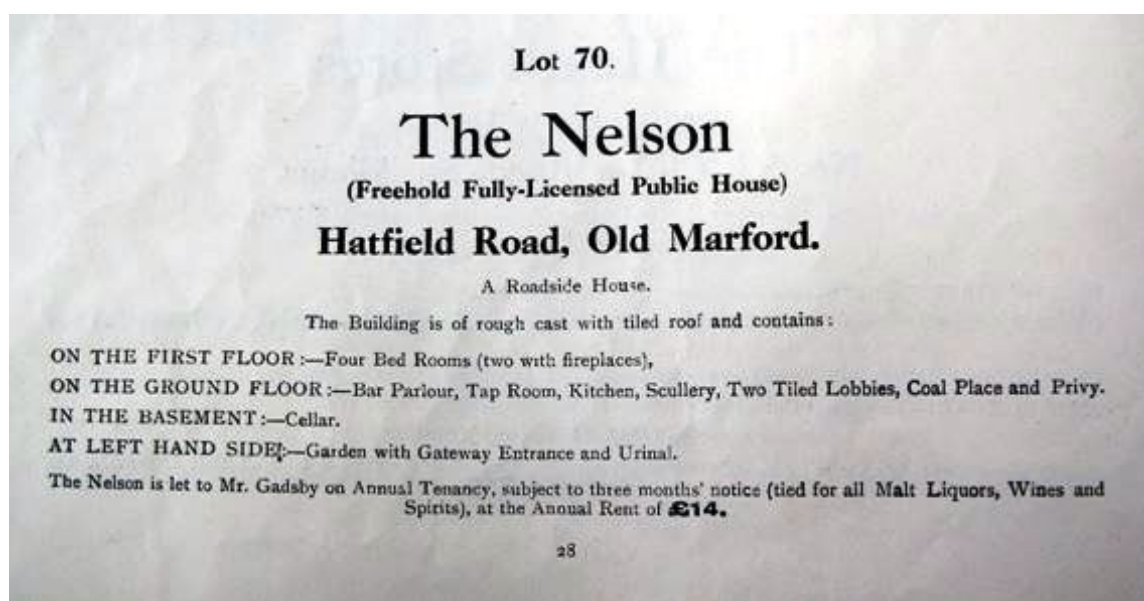 Lot 70.
The Nelson
(Freehold Fully-Licensed Public House)
Hatfield Road, Old Marford.
A Roadside House.
The Building is of rough cast with tiled roof and contains:
ON THE FIRST FLOOR:—Four Bed Rooms (two with fireplaces),
ON THE GROUND FLOOR:—Bar Parlour, Tap Room, Kitchen, Scullery, Two Tiled Lobbies, Coal Place and Privy.
IN THE BASEMENT:—Cellar.
AT LEFT HAND SIDE:—Garden with Gateway Entrance and Urinal.
The Nelson is let to Mr. Gadsby on Annual Tenancy, subject to three months' notice (tied for all Malt Liquors, Wines and
Spirits), at the Annual Rent of £14.
28